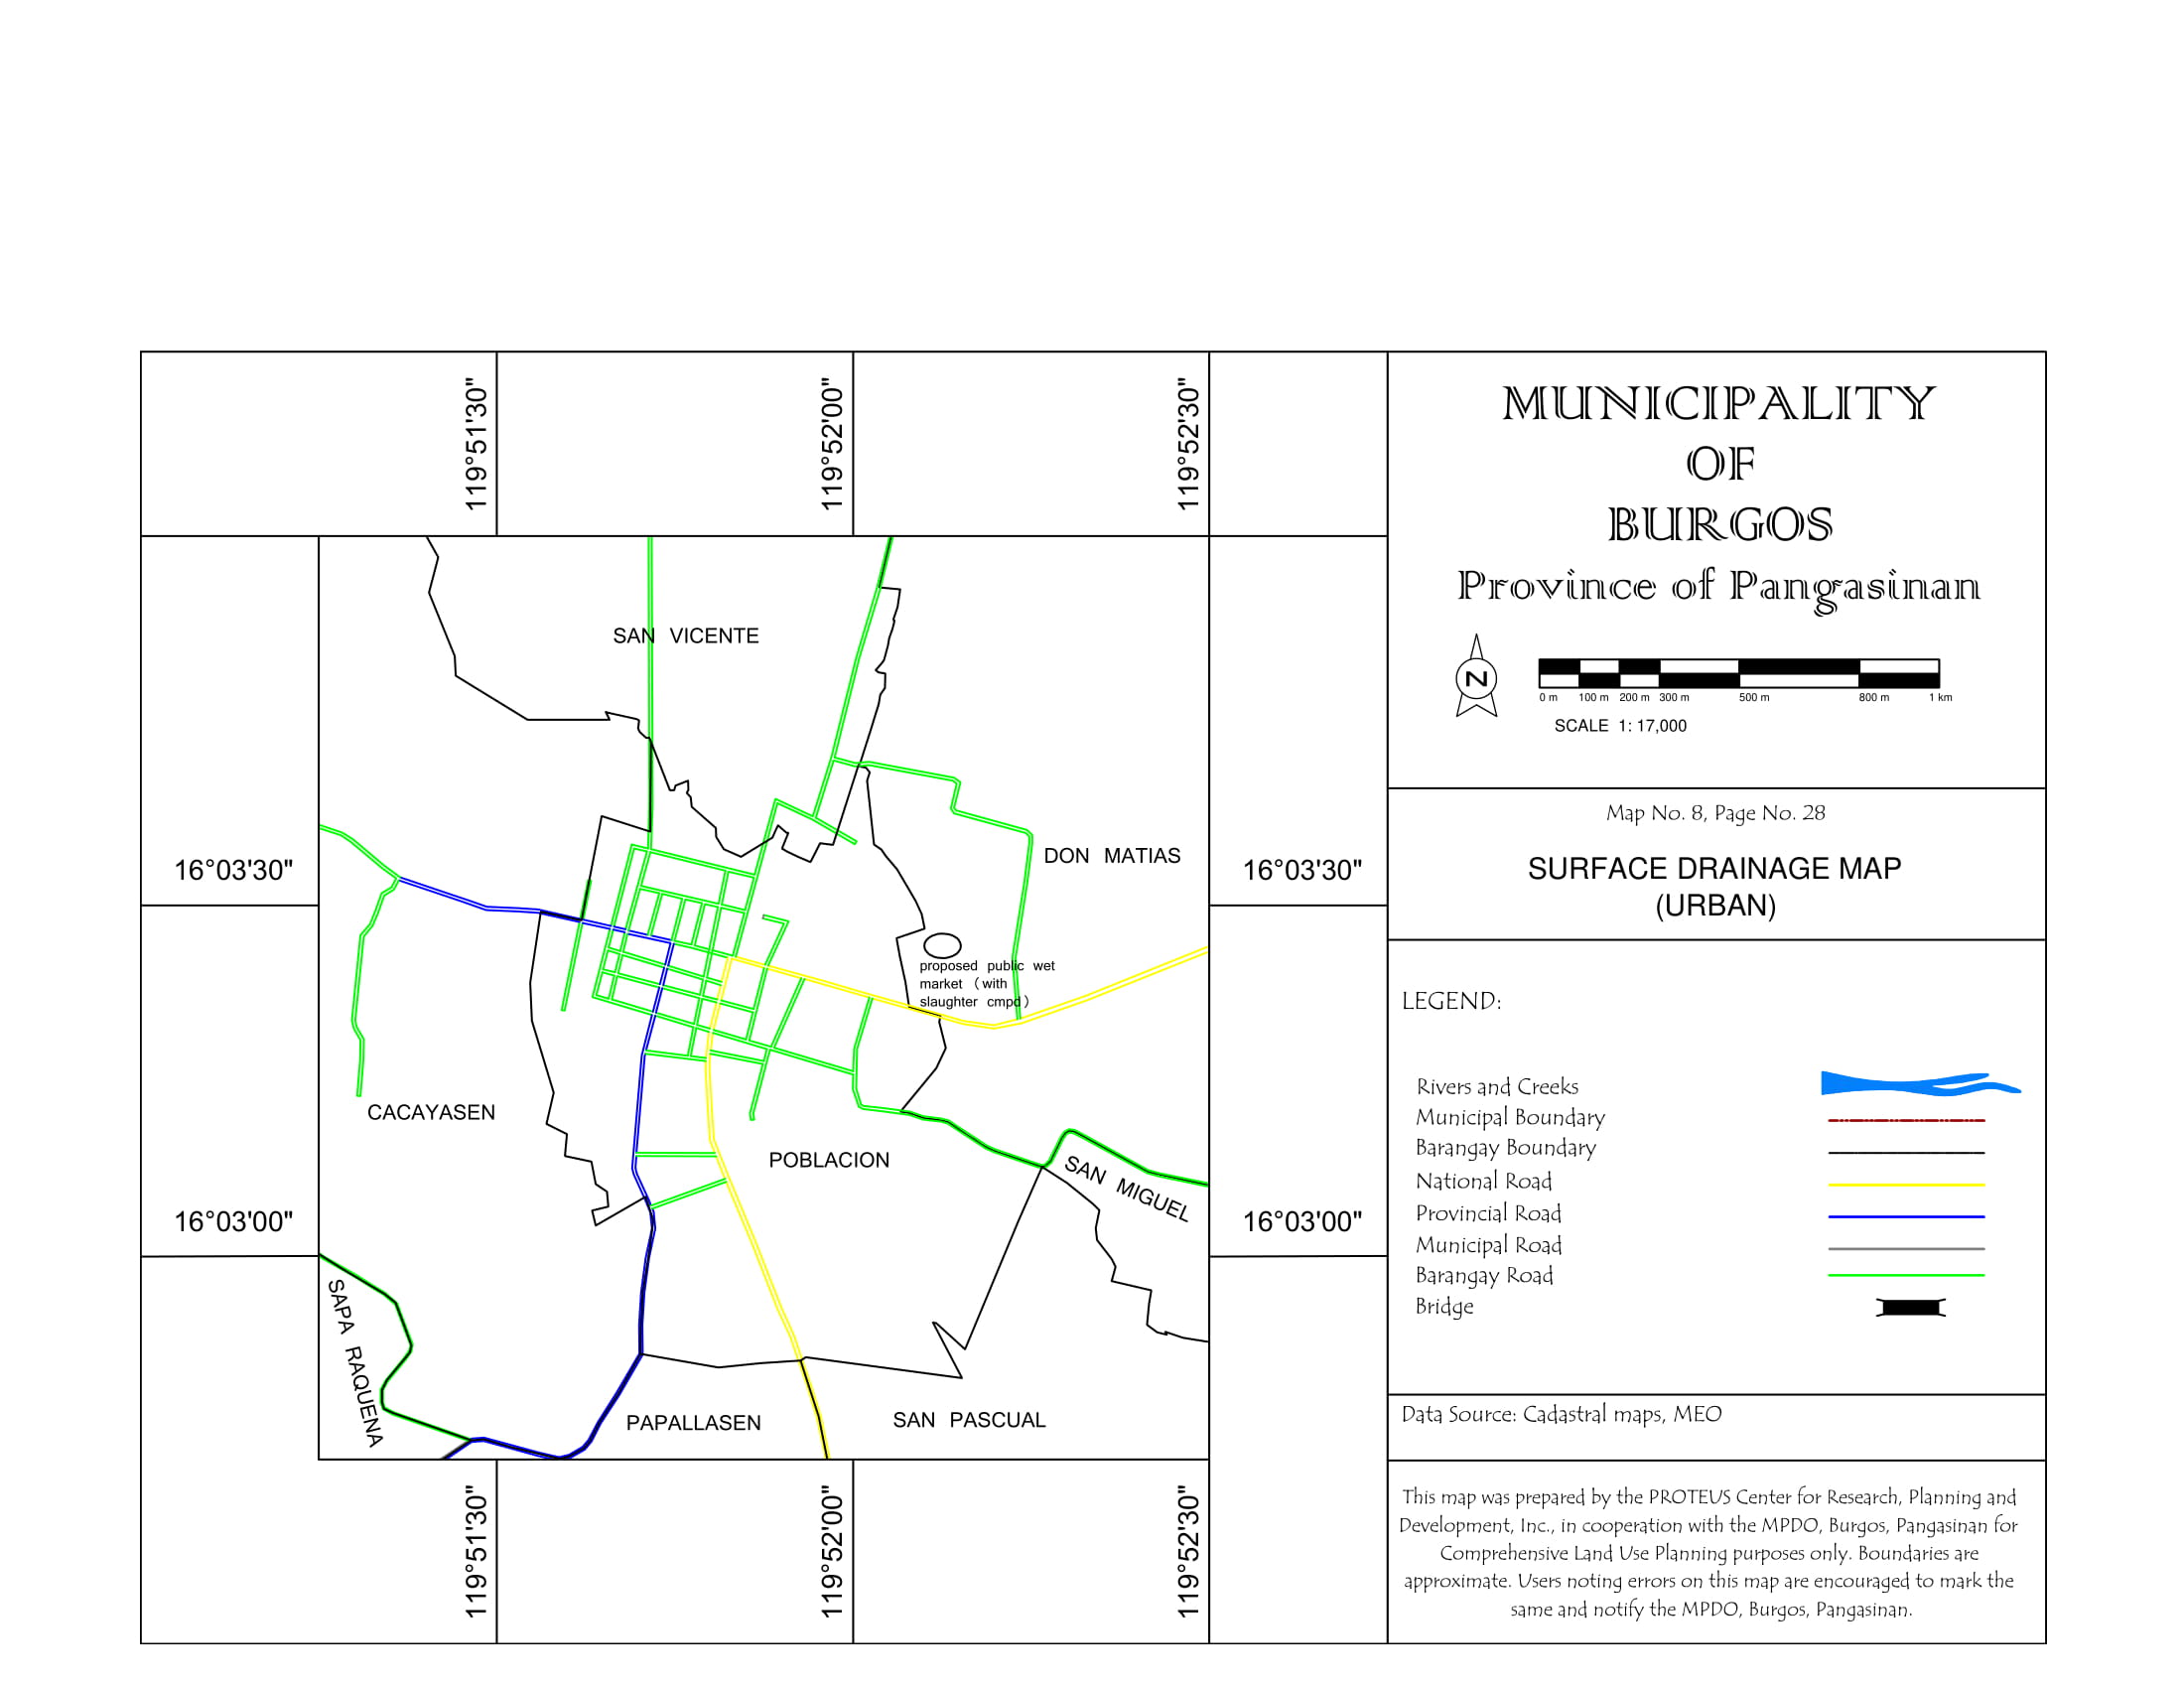 119°51'30"
119°52'00"
119°52'30"
MUNICIPALITY
OF
BURGOS
Province of Pangasinan
N
0 m 100 m 200 m 300 m 500 m 800 m 1 km
SCALE 1: 17,000
Map No. 8, Page No. 28
SURFACE DRAINAGE MAP
(URBAN)
LEGEND:
Rivers and Creeks
Municipal Boundary
Barangay Boundary
National Road
Provincial Road
Municipal Road
Barangay Road
Bridge
Data Source: Cadastral maps, MEO
This map was prepared by the PROTEUS Center for Research, Planning and
Development, Inc., in cooperation with the MPDO, Burgos, Pangasinan for
Comprehensive Land Use Planning purposes only. Boundaries are
approximate. Users noting errors on this map are encouraged to mark the
same and notify the MPDO, Burgos, Pangasinan.
SAN VICENTE
DON MATIAS
16°03'30"
16°03'30"
proposed public wet
market (with
slaughter cmpd)
CACAYASEN
POBLACION
SAN MIGUEL
16°03'00"
16°03'00"
SAPA RAQUENA
PAPALLASEN
SAN PASCUAL
119°51'30"
119°52'00"
119°52'30"